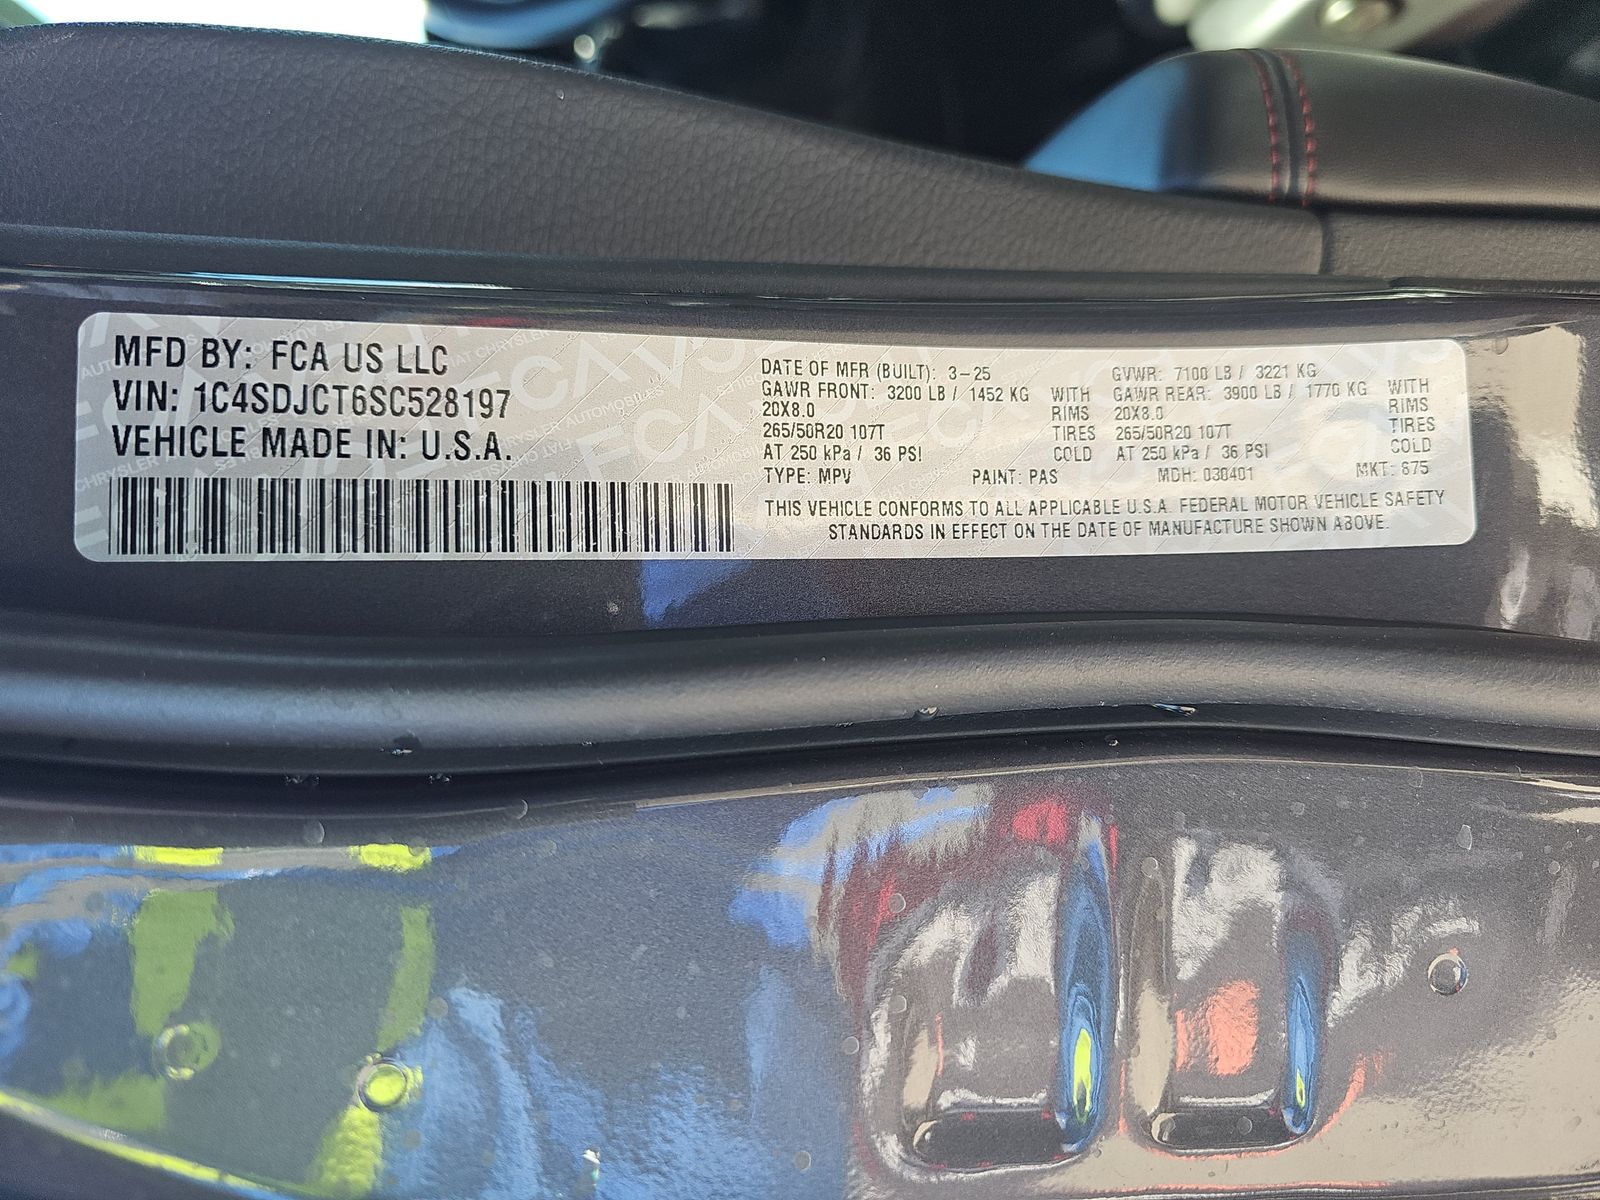 MFD BY: FCA US LLC
VIN: 1C4SDJCT6SC528197
VEHICLE MADE IN: U.S.A.
DATE OF MFR (BUILT): 3-25 GVWR: 7100 LB / 3221 KG
GAWR FRONT: 3200 LB / 1452 KG WITH GAWR REAR: 3900 LB / 1770 KG WITH
20X8.0 RIMS 20X8.0 RIMS
265/50R20 107T TIRES 265/50R20 107T TIRES
AT 250 kPa / 36 PSI COLD AT 250 kPa / 36 PSI COLD
TYPE: MPV PAINT: PAS MDH: 030401 MKT: 875
THIS VEHICLE CONFORMS TO ALL APPLICABLE U.S.A. FEDERAL MOTOR VEHICLE SAFETY
STANDARDS IN EFFECT ON THE DATE OF MANUFACTURE SHOWN ABOVE.